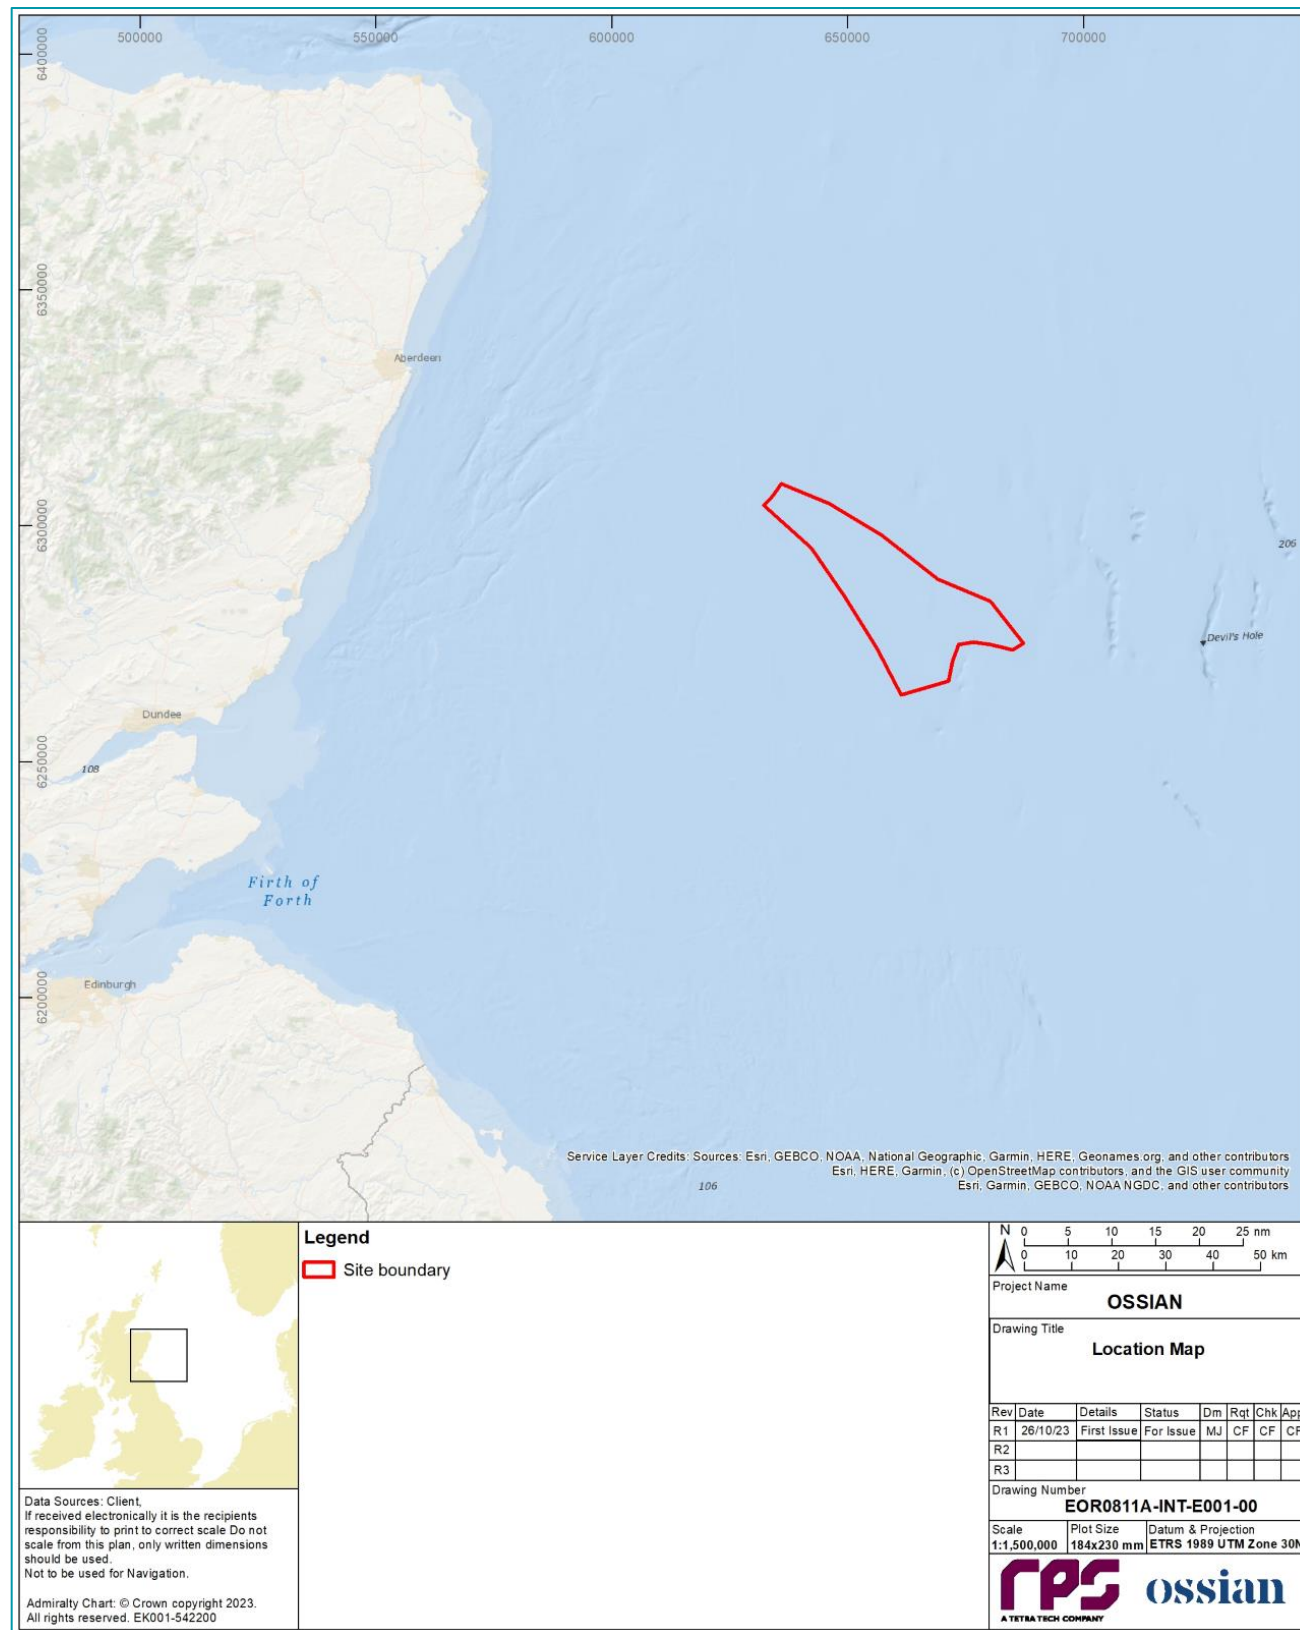 500000 550000 600000 650000 700000
6400000
6350000
Aberdeen
6300000
206
Devil's Hole
Dundee
6250000
108
Firth of
Forth
6200000
Edinburgh
Service Layer Credits: Sources: Esri, GEBCO, NOAA, National Geographic, Garmin, HERE, Geonames.org, and other contributors
Esri, HERE, Garmin, (c) OpenStreetMap contributors, and the GIS user community
Esri, Garmin, GEBCO, NOAA NGDC, and other contributors
106
Legend
Site boundary
N 0 5 10 15 20 25 nm
0 10 20 30 40 50 km
Project Name
OSSIAN
Drawing Title
Location Map
Rev Date Details Status Dm Rqt Chk App
R1 26/10/23 First Issue For Issue MJ CF CF CF
R2
R3
Drawing Number
EOR0811A-INT-E001-00
Scale Plot Size Datum & Projection
1:1,500,000 184x230 mm ETRS 1989 UTM Zone 30N
Data Sources: Client,
If received electronically it is the recipients
responsibility to print to correct scale Do not
scale from this plan, only written dimensions
should be used.
Not to be used for Navigation.
Admiralty Chart: © Crown copyright 2023.
All rights reserved. EK001-542200
rps
A TETRA TECH COMPANY
ossian